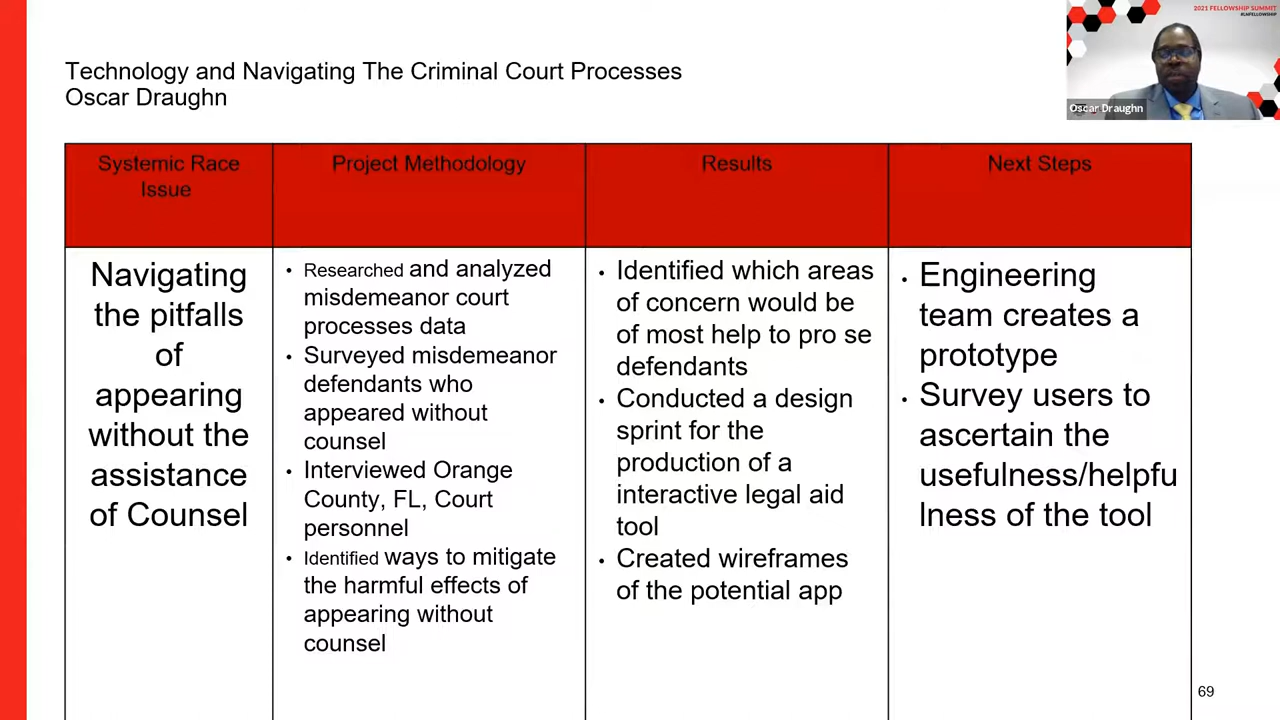 2021 FELLOWSHIP SUMMIT
#LNFELLOWSHIP
Oscar Draughn
Technology and Navigating The Criminal Court Processes
Oscar Draughn
Systemic Race
Issue
Project Methodology
Results
Next Steps
Navigating
the pitfalls
of
appearing
without the
assistance
of Counsel
• Researched and analyzed
misdemeanor court
processes data
• Surveyed misdemeanor
defendants who
appeared without
counsel
• Interviewed Orange
County, FL, Court
personnel
• Identified ways to mitigate
the harmful effects of
appearing without
counsel
• Identified which areas
of concern would be
of most help to pro se
defendants
• Conducted a design
sprint for the
production of a
interactive legal aid
tool
• Created wireframes
of the potential app
• Engineering
team creates a
prototype
• Survey users to
ascertain the
usefulness/helpfu
lness of the tool
69